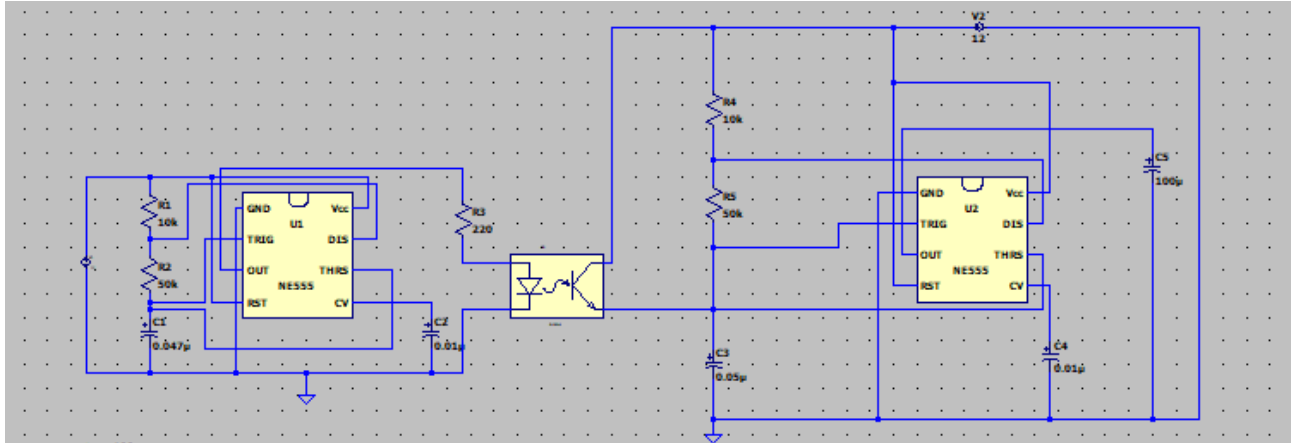 V2
12
R4
10k
C5
100µ
R1
10k
GND
Vcc
U1
TRIG
DIS
OUT
THRS
NE555
RST
CV
R2
50k
C1
0.047µ
C2
0.01µ
R3
220
R5
50k
GND
Vcc
U2
TRIG
DIS
OUT
THRS
NE555
RST
CV
C3
0.05µ
C4
0.01µ